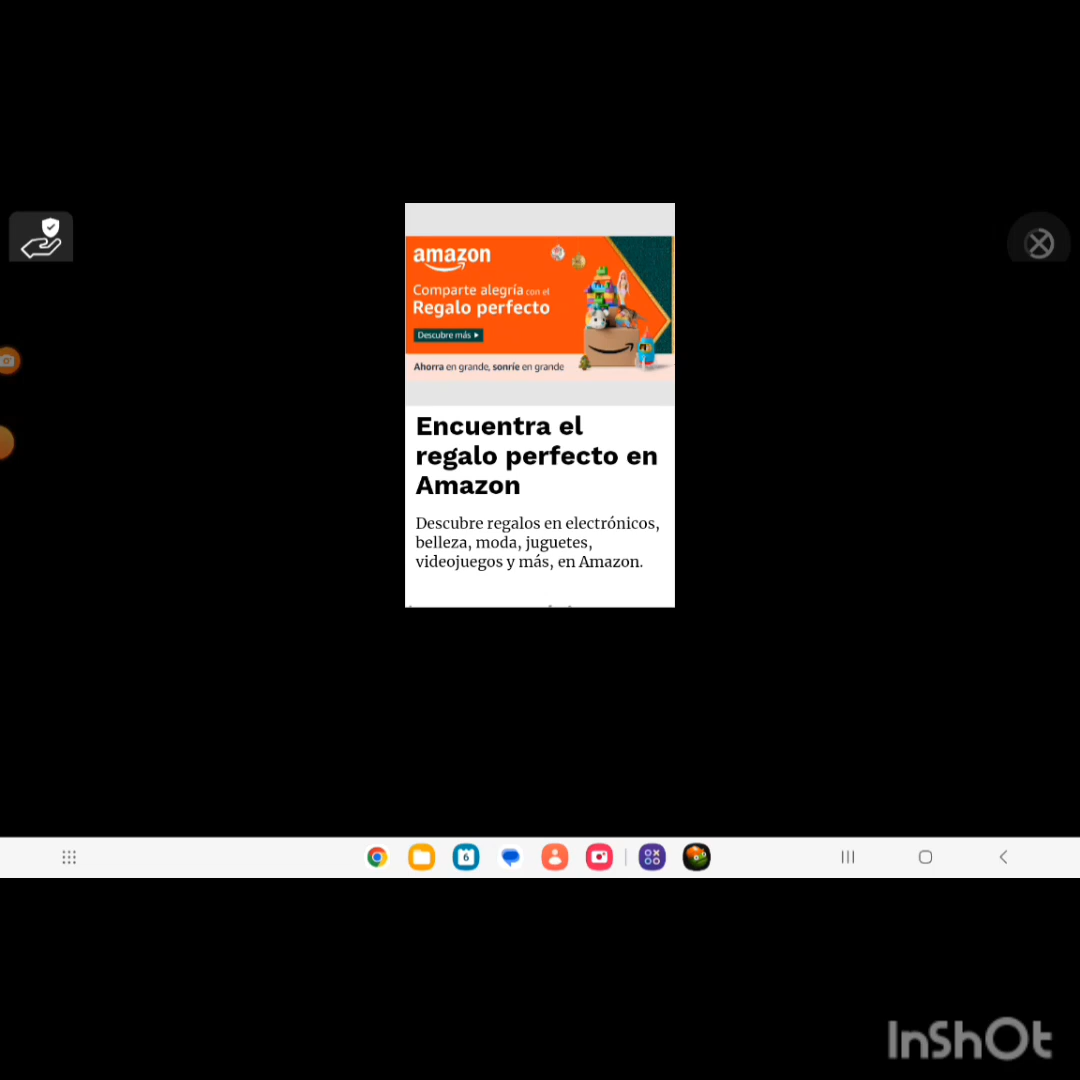 amazon
Comparte alegría con el
Regalo perfecto
Descubre más
Ahorra en grande, sonríe en grande
Encuentra el
regalo perfecto en
Amazon
Descubre regalos en electrónicos,
belleza, moda, juguetes,
videojuegos y más, en Amazon.
6
InShOt